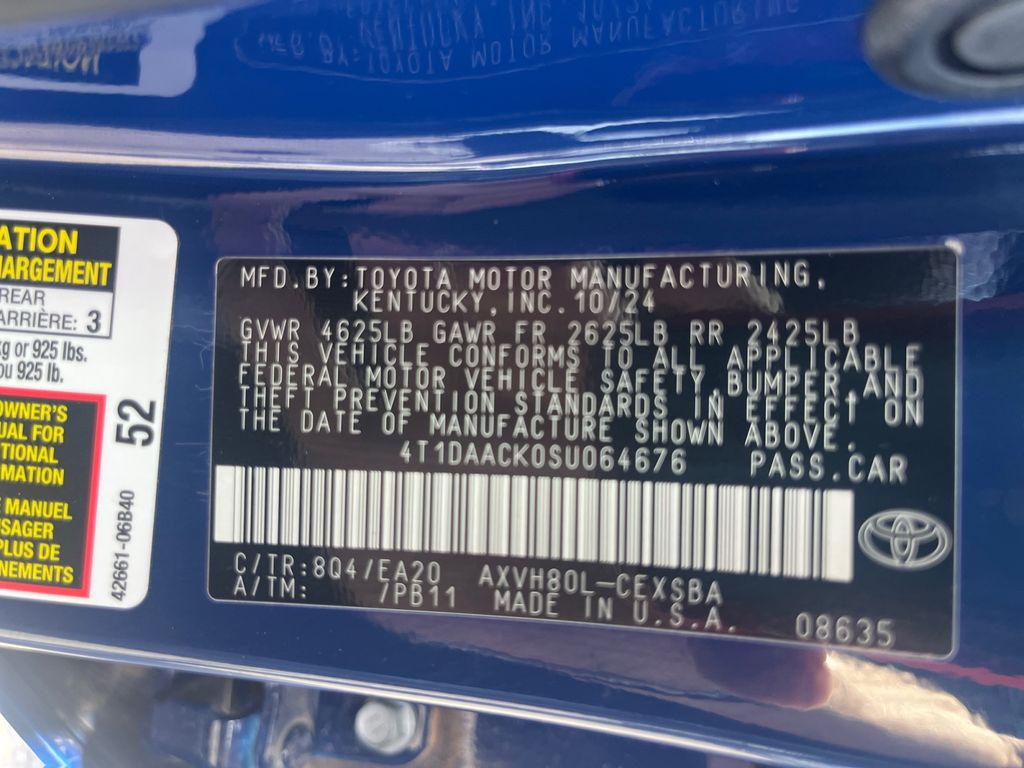 MFD.BY:TOYOTA MOTOR MANUFACTURING,
KENTUCKY,INC. 10/24
GVWR 4625LB GAWR FR 2625LB RR 2425LB
THIS VEHICLE CONFORMS TO ALL APPLICABLE
FEDERAL MOTOR VEHICLE SAFETY,BUMPER,AND
THEFT PREVENTION STANDARDS IN EFFECT ON
THE DATE OF MANUFACTURE SHOWN ABOVE.
4T1DAACK0SU064676 PASS.CAR
C/TR:8Q4/EA20 AXVH80L-CEXSBA
A/TM: /PB11 MADE IN U.S.A. 08635
ATION
HARGEMENT
REAR
ARRIÈRE: 3
kg or 925 lbs.
ou 925 lb.
OWNER'S
UAL FOR
TIONAL
MATION
E MANUEL
USAGER
PLUS DE
NEMENTS
52
42661-06B40